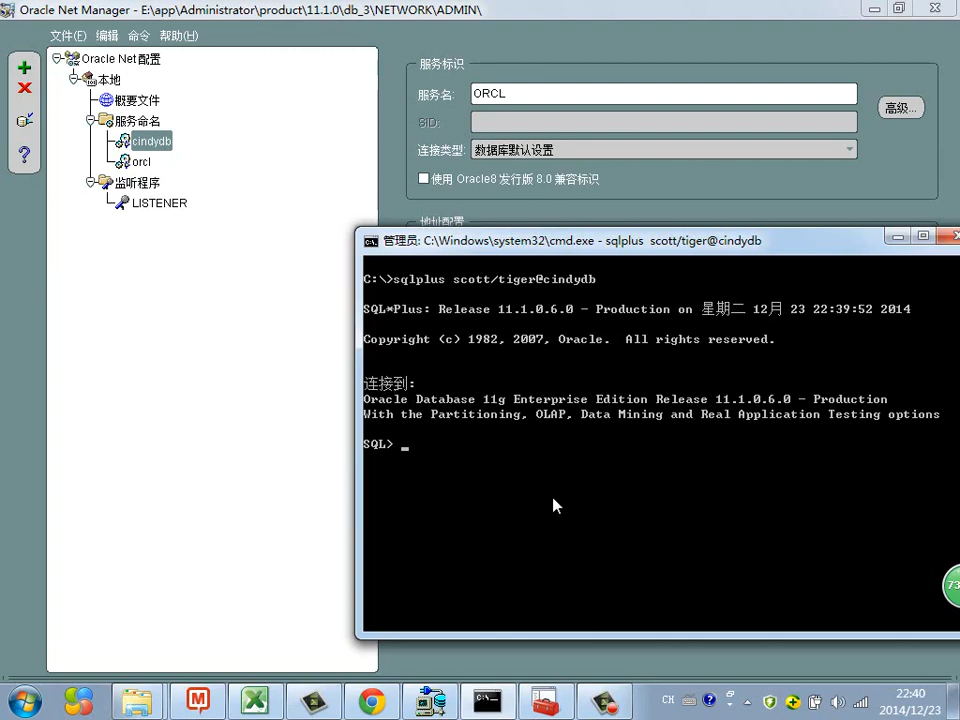 Oracle Net Manager - E:\app\Administrator\product\11.1.0\db_3\NETWORK\ADMIN\
文件(F) 编辑 命令 帮助(H)
Oracle Net 配置
本地
概要文件
服务命名
cindydb
orcl
监听程序
LISTENER
服务标识
服务名: ORCL
SID:
高级...
连接类型: 数据库默认设置
使用 Oracle8 发行版 8.0 兼容标识
地址配置
管理员: C:\Windows\system32\cmd.exe - sqlplus scott/tiger@cindydb
C:\>sqlplus scott/tiger@cindydb
SQL*Plus: Release 11.1.0.6.0 - Production on 星期二 12月 23 22:39:52 2014
Copyright (c) 1982, 2007, Oracle. All rights reserved.
连接到:
Oracle Database 11g Enterprise Edition Release 11.1.0.6.0 - Production
With the Partitioning, OLAP, Data Mining and Real Application Testing options
SQL> _
73
CH
22:40
2014/12/23